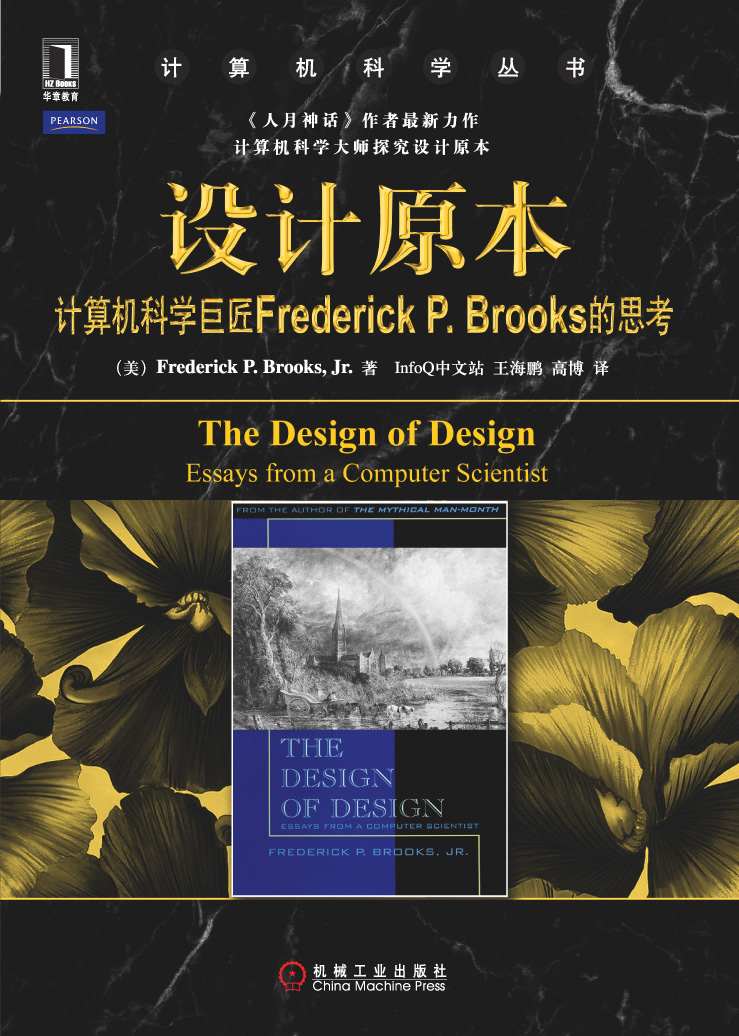 计算机科学丛书
HZ Books
华章教育
PEARSON
《人月神话》作者最新力作
计算机科学大师探究设计原本
设计原本
计算机科学巨匠Frederick P. Brooks的思考
（美）Frederick P. Brooks, Jr. 著 InfoQ中文站 王海鹏 高博 译
The Design of Design
Essays from a Computer Scientist
FROM THE AUTHOR OF THE MYTHICAL MAN-MONTH
THE
DESIGN
OF DESIGN
ESSAYS FROM A COMPUTER SCIENTIST
FREDERICK P. BROOKS, JR.
机械工业出版社
China Machine Press